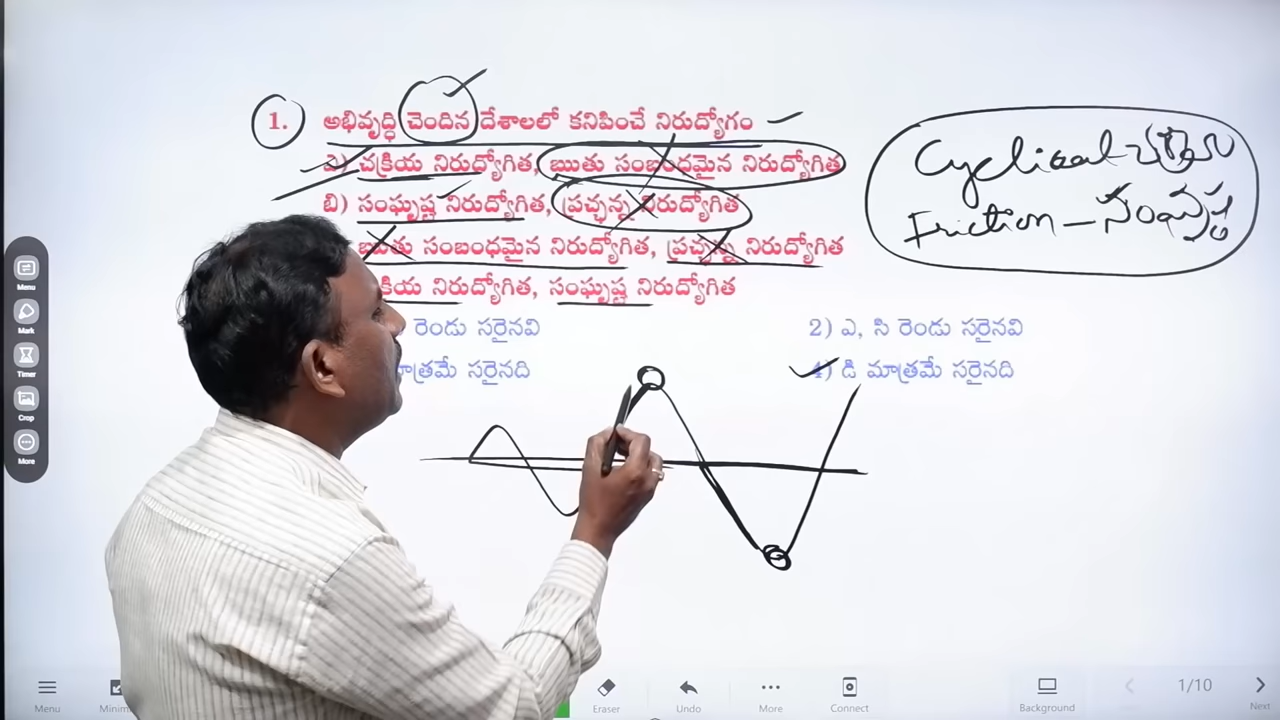 1. అభివృద్ధి చెందిన దేశాలలో కనిపించే నిరుద్యోగం
ఎ) చక్రియ నిరుద్యోగిత, ఋతు సంబంధమైన నిరుద్యోగిత
బి) సంఘృష్ట నిరుద్యోగిత, ప్రచ్ఛన్న నిరుద్యోగిత
ఋతు సంబంధమైన నిరుద్యోగిత, ప్రచ్ఛన్న నిరుద్యోగిత
క్రియ నిరుద్యోగిత, సంఘృష్ట నిరుద్యోగిత
రెండు సరైనవి
2) ఎ, సి రెండు సరైనవి
మాత్రమే సరైనది
4) డి మాత్రమే సరైనది
Cyclical - చక్రీయ
Friction - సంఘృష్ట
Menu
Mark
Timer
Crop
More
Menu
Minim
Eraser
Undo
More
Connect
Background
1/10
Next